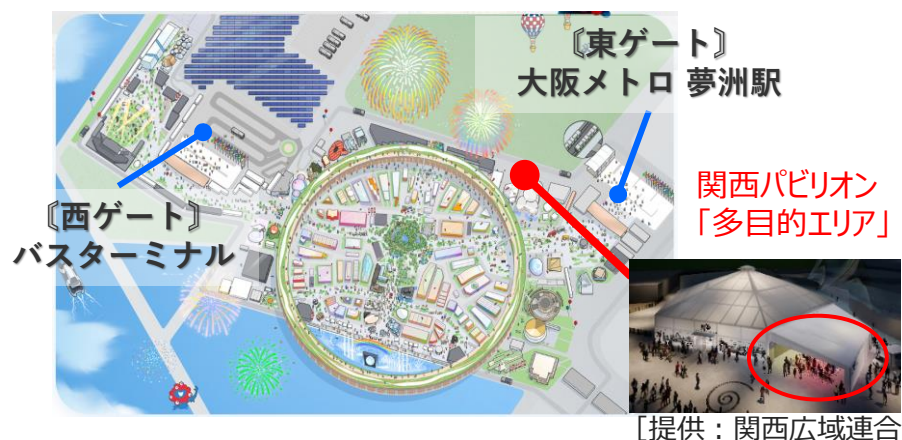 〔東ゲート〕
大阪メトロ 夢洲駅
関西パビリオン
「多目的エリア」
〔西ゲート〕
バスターミナル
[提供：関西広域連合